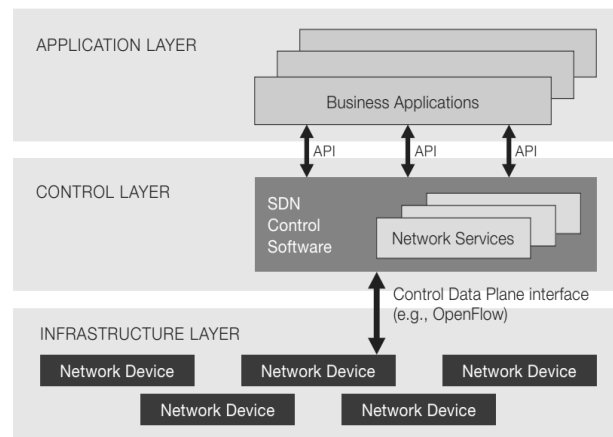 APPLICATION LAYER
Business Applications
API API API
CONTROL LAYER
SDN
Control
Software
Network Services
Control Data Plane interface
(e.g., OpenFlow)
INFRASTRUCTURE LAYER
Network Device Network Device Network Device
Network Device Network Device